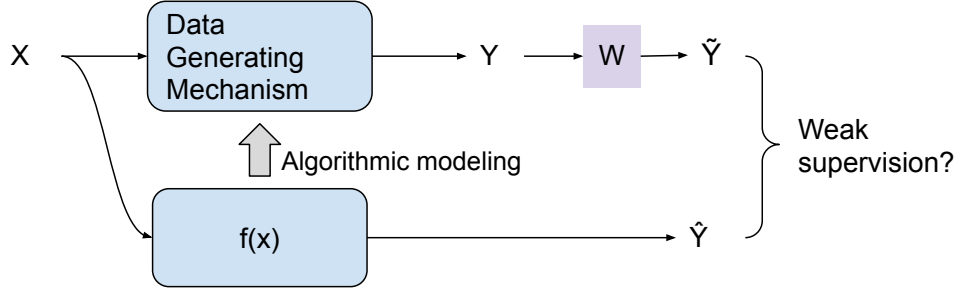 X
Data
Generating
Mechanism
Y
W
Ỹ
Weak
supervision?
Algorithmic modeling
f(x)
Ŷ